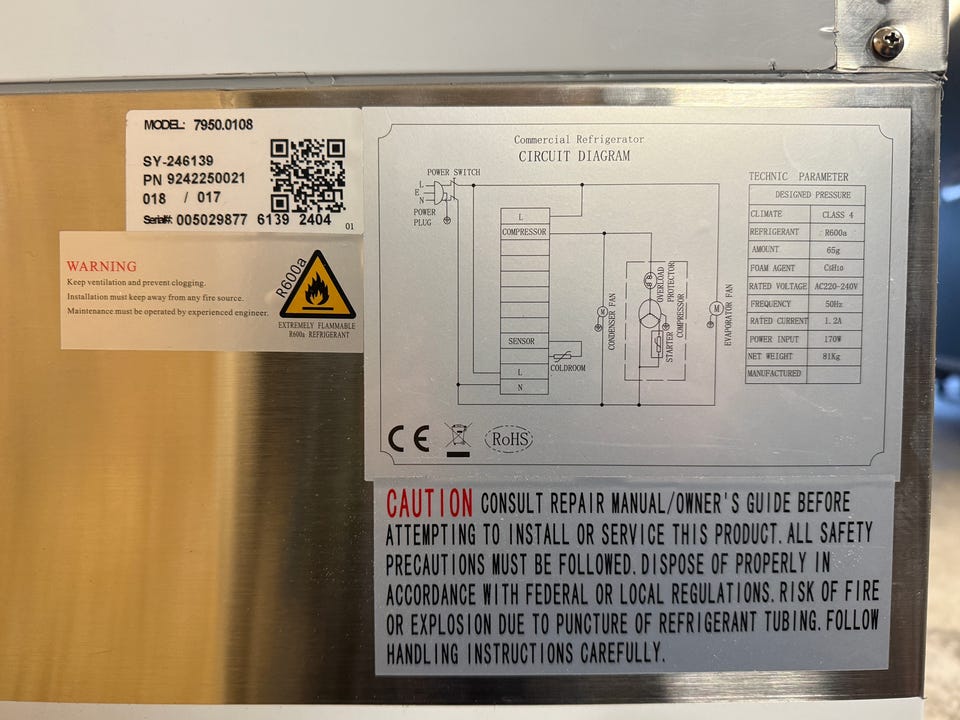 MODEL: 7950.0108
SY-246139
PN 9242250021
018 / 017
Serial#: 005029877 6139 2404
01
WARNING
Keep ventilation and prevent clogging.
Installation must keep away from any fire source.
Maintenance must be operated by experienced engineer.
R600a
EXTREMELY FLAMMABLE
R600a REFRIGERANT
Commercial Refrigerator
CIRCUIT DIAGRAM
POWER SWITCH
L
E
N
POWER
PLUG
L
COMPRESSOR
SENSOR
L
N
COLDROOM
M
CONDENSER FAN
OVERLOAD
PROTECTOR
STARTER
COMPRESSOR
M
EVAPORATOR FAN
TECHNIC PARAMETER
DESIGNED PRESSURE
CLIMATE CLASS 4
REFRIGERANT R600a
AMOUNT 65g
FOAM AGENT C5H10
RATED VOLTAGE AC220-240V
FREQUENCY 50Hz
RATED CURRENT 1.2A
POWER INPUT 170W
NET WEIGHT 81Kg
MANUFACTURED
CE
RoHS
CAUTION CONSULT REPAIR MANUAL/OWNER'S GUIDE BEFORE
ATTEMPTING TO INSTALL OR SERVICE THIS PRODUCT. ALL SAFETY
PRECAUTIONS MUST BE FOLLOWED. DISPOSE OF PROPERLY IN
ACCORDANCE WITH FEDERAL OR LOCAL REGULATIONS. RISK OF FIRE
OR EXPLOSION DUE TO PUNCTURE OF REFRIGERANT TUBING. FOLLOW
HANDLING INSTRUCTIONS CAREFULLY.